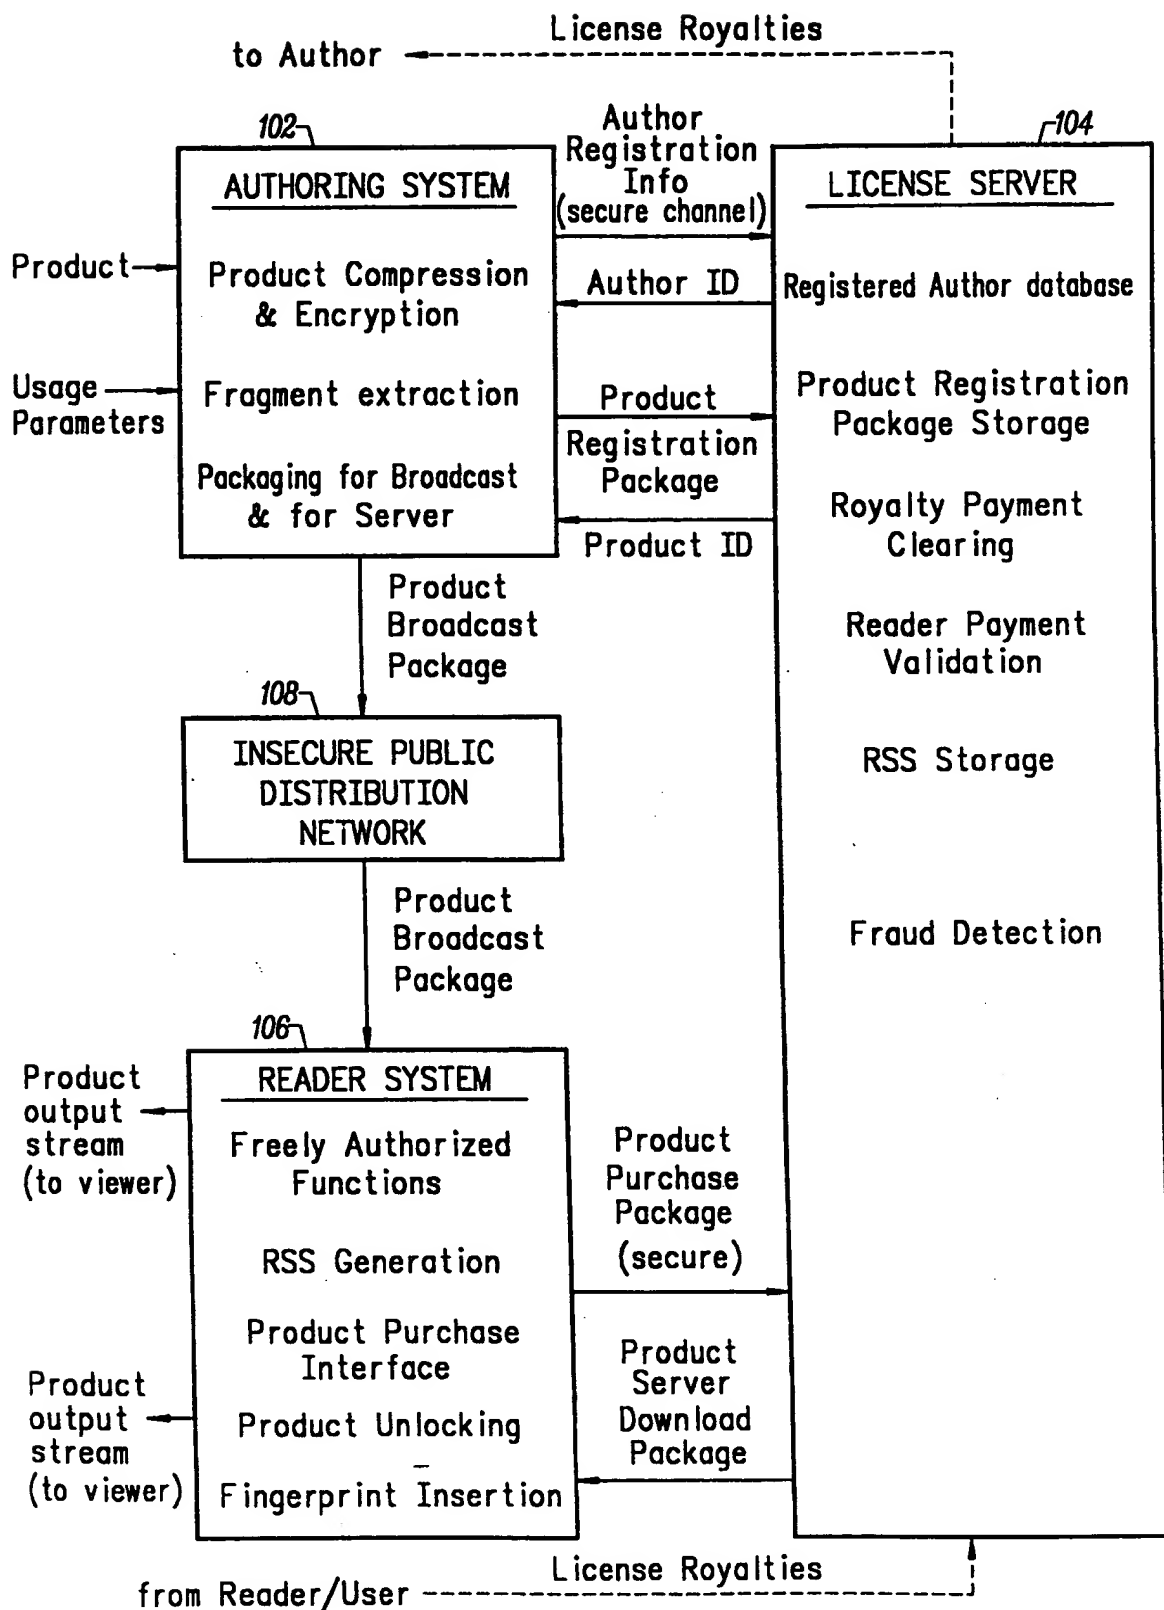 License Royalties
to Author
102
Author
Registration
Info
(secure channel)
104
AUTHORING SYSTEM
LICENSE SERVER
Product
Product Compression
& Encryption
Author ID
Registered Author database
Usage
Parameters
Fragment extraction
Product
Registration
Package
Product Registration
Package Storage
Packaging for Broadcast
& for Server
Product ID
Royalty Payment
Clearing
Product
Broadcast
Package
Reader Payment
Validation
108
INSECURE PUBLIC
DISTRIBUTION
NETWORK
RSS Storage
Product
Broadcast
Package
Fraud Detection
106
READER SYSTEM
Product
output
stream
(to viewer)
Freely Authorized
Functions
Product
Purchase
Package
(secure)
RSS Generation
Product Purchase
Interface
Product
Server
Download
Package
Product
output
stream
(to viewer)
Product Unlocking
Fingerprint Insertion
License Royalties
from Reader/User